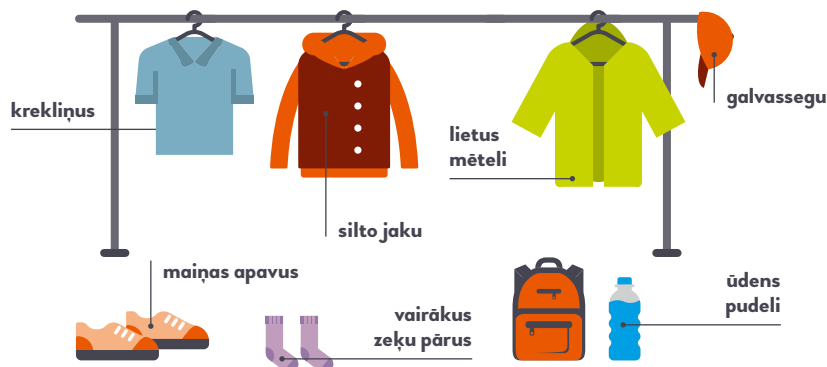 krekliņus
galvassegu
lietus
mēteli
silto jaku
maiņas apavus
vairākus
zeķu pārus
ūdens
pudeli